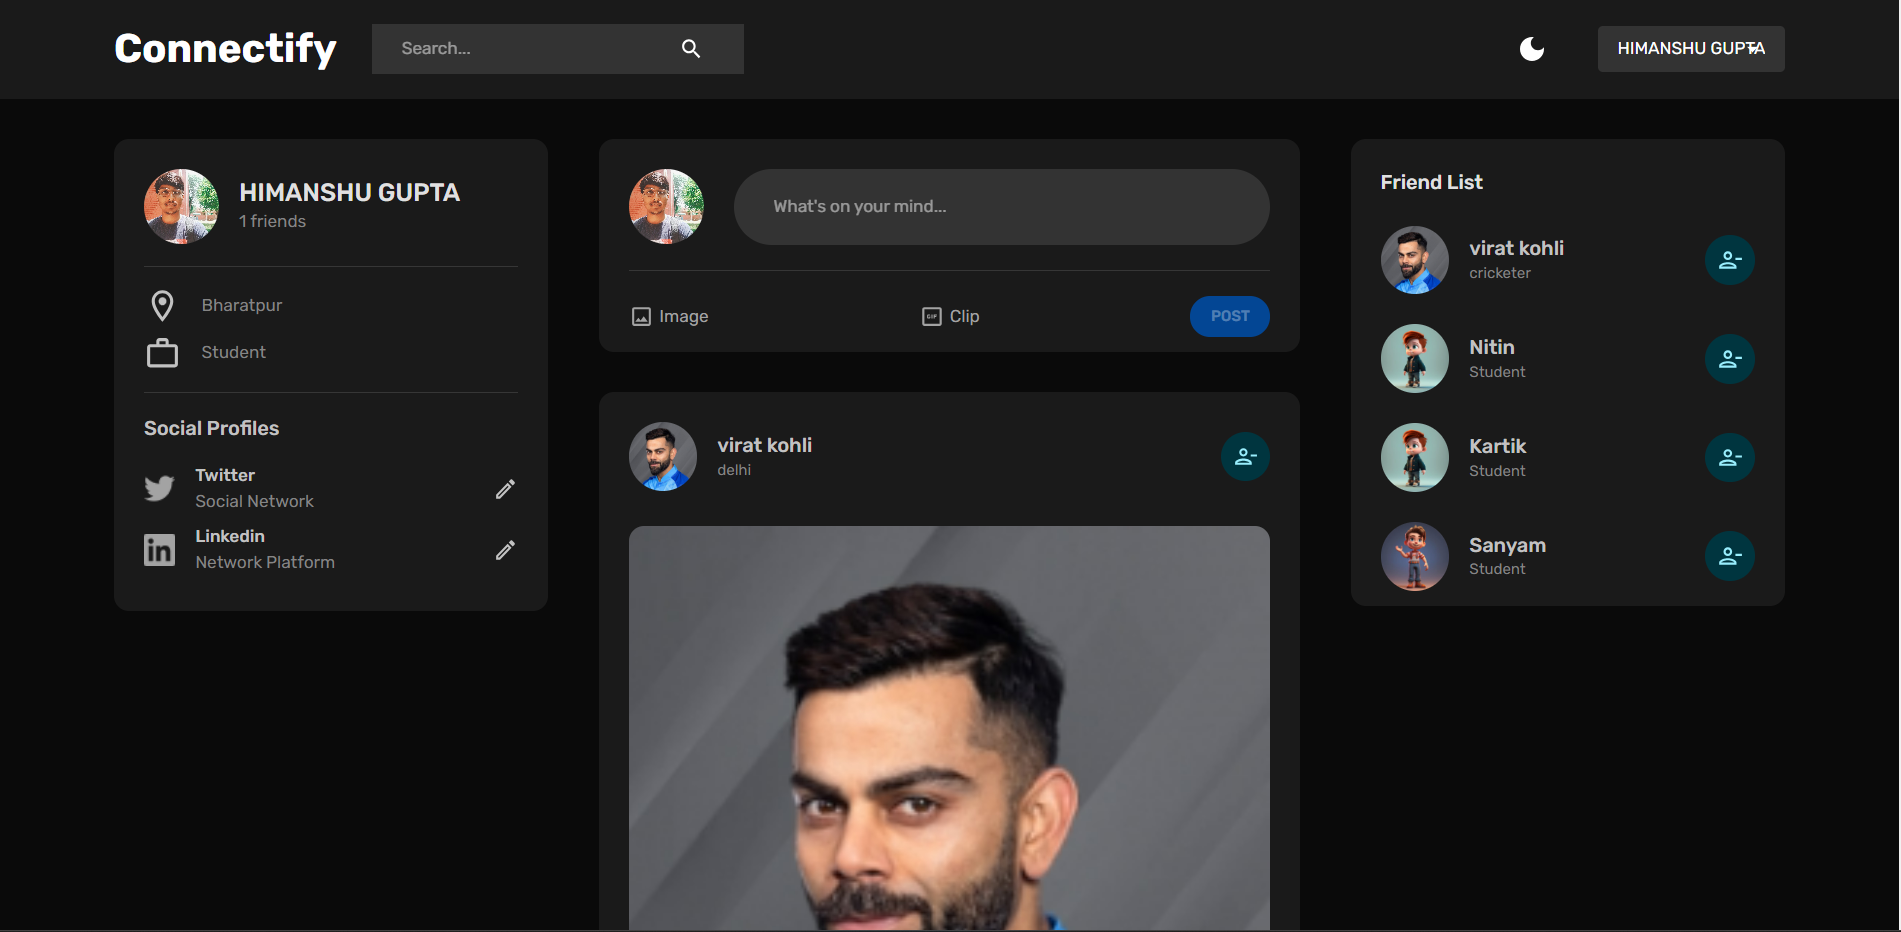 Connectify
Search...
HIMANSHU GUPTA
HIMANSHU GUPTA
1 friends
Bharatpur
Student
Social Profiles
Twitter
Social Network
Linkedin
Network Platform
What's on your mind...
Image
GIF
Clip
POST
virat kohli
delhi
Friend List
virat kohli
cricketer
Nitin
Student
Kartik
Student
Sanyam
Student